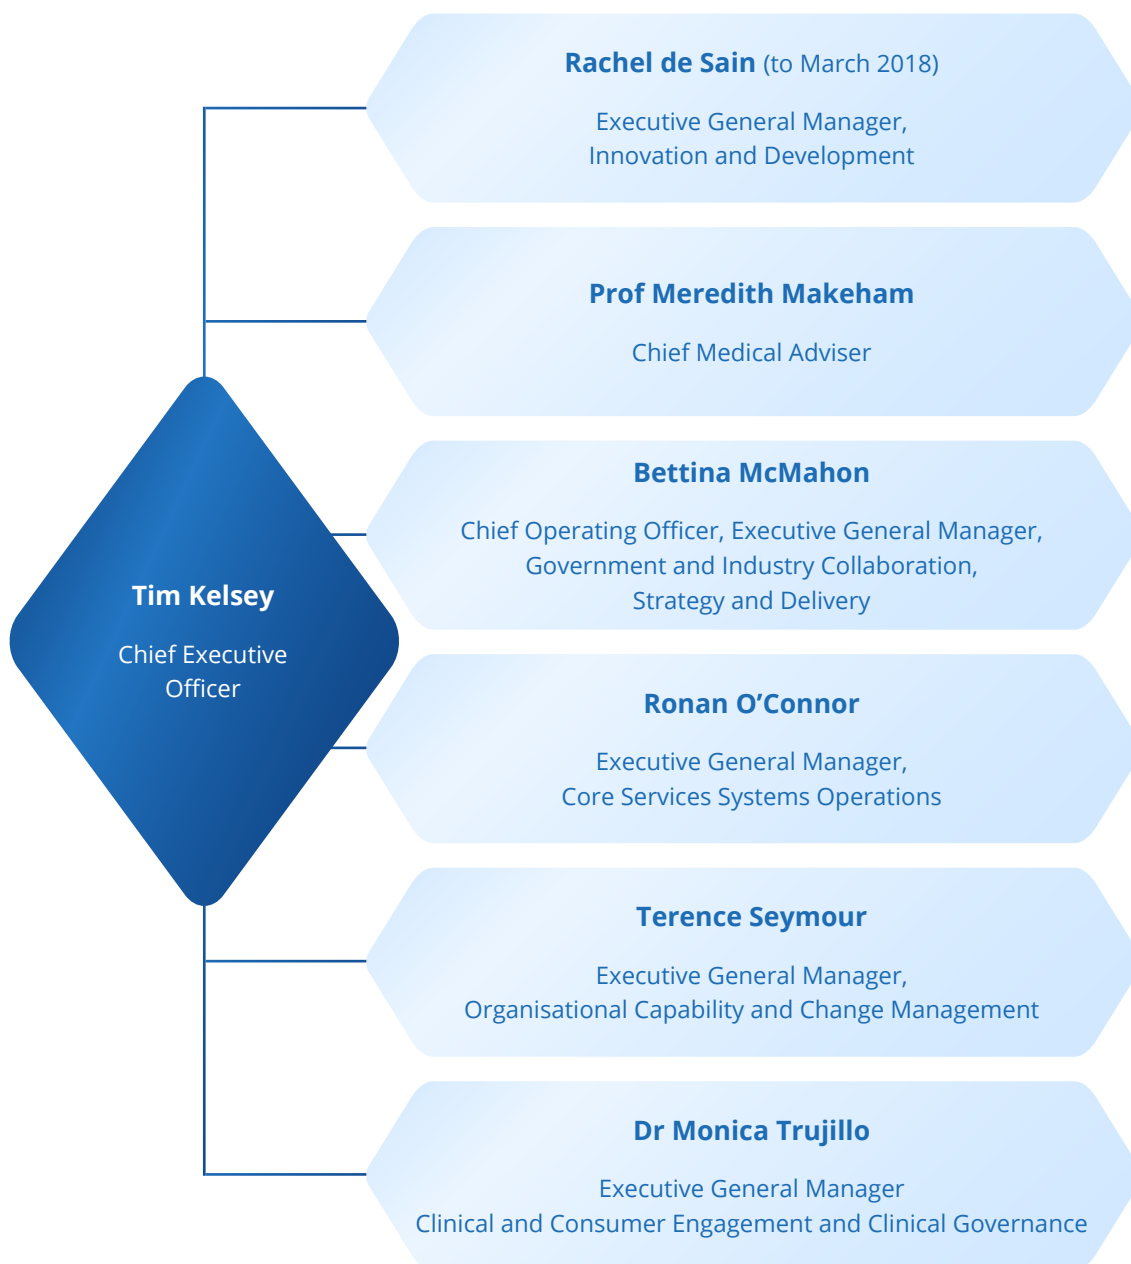 Rachel de Sain (to March 2018)
Executive General Manager,
Innovation and Development
Prof Meredith Makeham
Chief Medical Adviser
Bettina McMahon
Chief Operating Officer, Executive General Manager,
Government and Industry Collaboration,
Strategy and Delivery
Tim Kelsey
Chief Executive
Officer
Ronan O’Connor
Executive General Manager,
Core Services Systems Operations
Terence Seymour
Executive General Manager,
Organisational Capability and Change Management
Dr Monica Trujillo
Executive General Manager
Clinical and Consumer Engagement and Clinical Governance